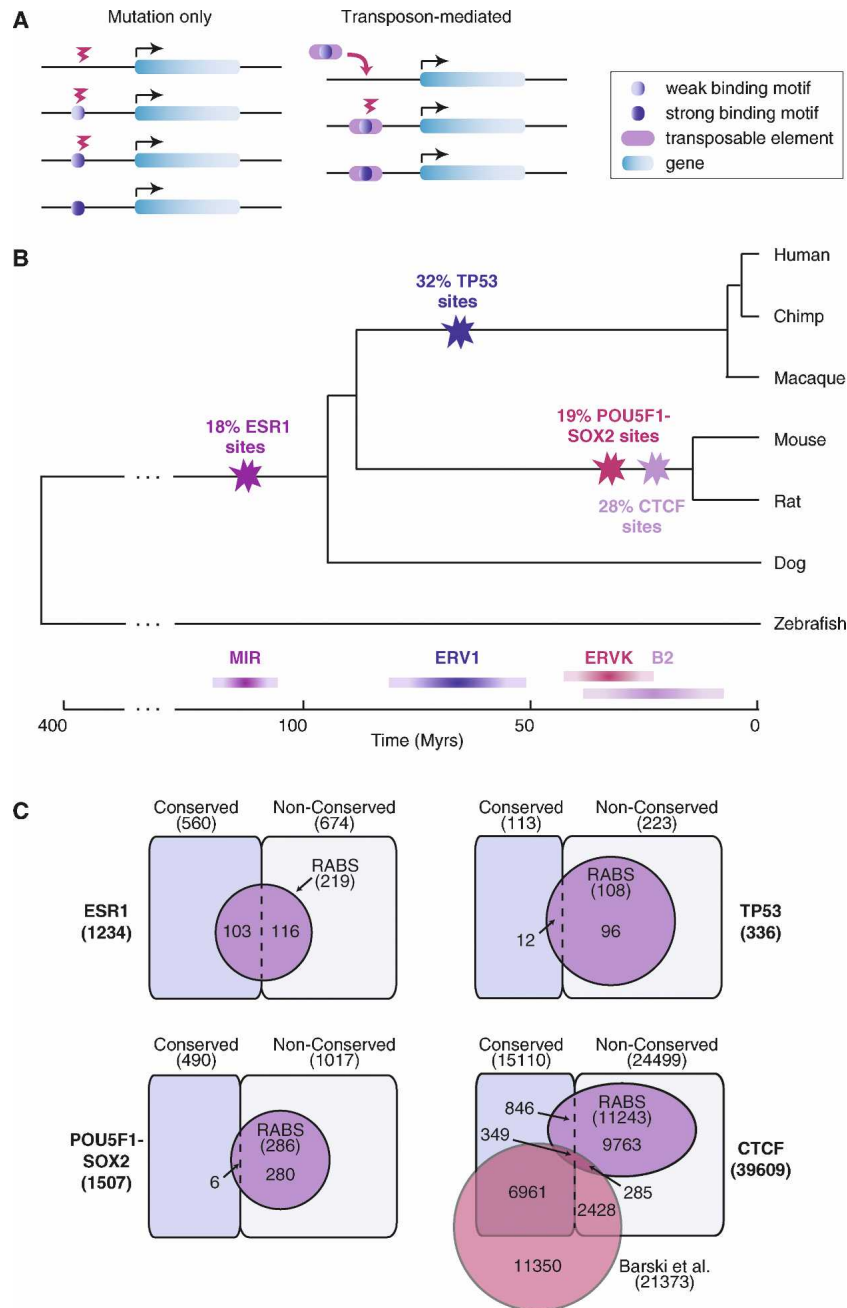 A
Mutation only
Transposon-mediated
weak binding motif
strong binding motif
transposable element
gene
B
32% TP53
sites
18% ESR1
sites
19% POU5F1-
SOX2 sites
28% CTCF
sites
Human
Chimp
Macaque
Mouse
Rat
Dog
Zebrafish
. . .
. . .
MIR
ERV1
ERVK
B2
. . .
400
100
50
0
Time (Myrs)
C
Conserved
(560)
Non-Conserved
(674)
RABS
(219)
ESR1
(1234)
103
116
Conserved
(113)
Non-Conserved
(223)
RABS
(108)
12
96
TP53
(336)
Conserved
(490)
Non-Conserved
(1017)
POU5F1-
SOX2
(1507)
RABS
(286)
6
280
Conserved
(15110)
Non-Conserved
(24499)
846
RABS
(11243)
349
9763
CTCF
(39609)
6961
285
2428
11350
Barski et al.
(21373)